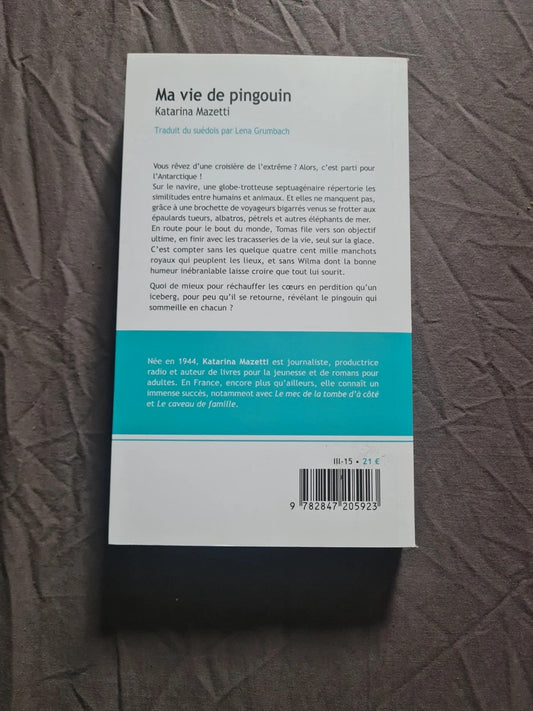 Ma vie de pingouin
Katarina Mazetti
Traduit du suédois par Lena Grumbach
Vous rêvez d'une croisière de l'extrême ? Alors, c'est parti pour
l'Antarctique !
Sur le navire, une globe-trotteuse septuagénaire répertorie les
similitudes entre humains et animaux. Et elles ne manquent pas,
grâce à une brochette de voyageurs bigarrés venus se frotter aux
épaulards tueurs, albatros, pétrels et autres éléphants de mer.
En route pour le bout du monde, Tomas file vers son objectif
ultime, en finir avec les tracasseries de la vie, seul sur la glace.
C'est compter sans les quelque quatre cent mille manchots
royaux qui peuplent les lieux, et sans Wilma dont la bonne
humeur inébranlable laisse croire que tout lui sourit.
Quoi de mieux pour réchauffer les cœurs en perdition qu'un
iceberg, pour peu qu'il se retourne, révélant le pingouin qui
sommeille en chacun ?
Née en 1944, Katarina Mazetti est journaliste, productrice
radio et auteur de livres pour la jeunesse et de romans pour
adultes. En France, encore plus qu'ailleurs, elle connaît un
immense succès, notamment avec Le mec de la tombe d'à côté
et Le caveau de famille.
III-15 • 21 €
9 782847 205923